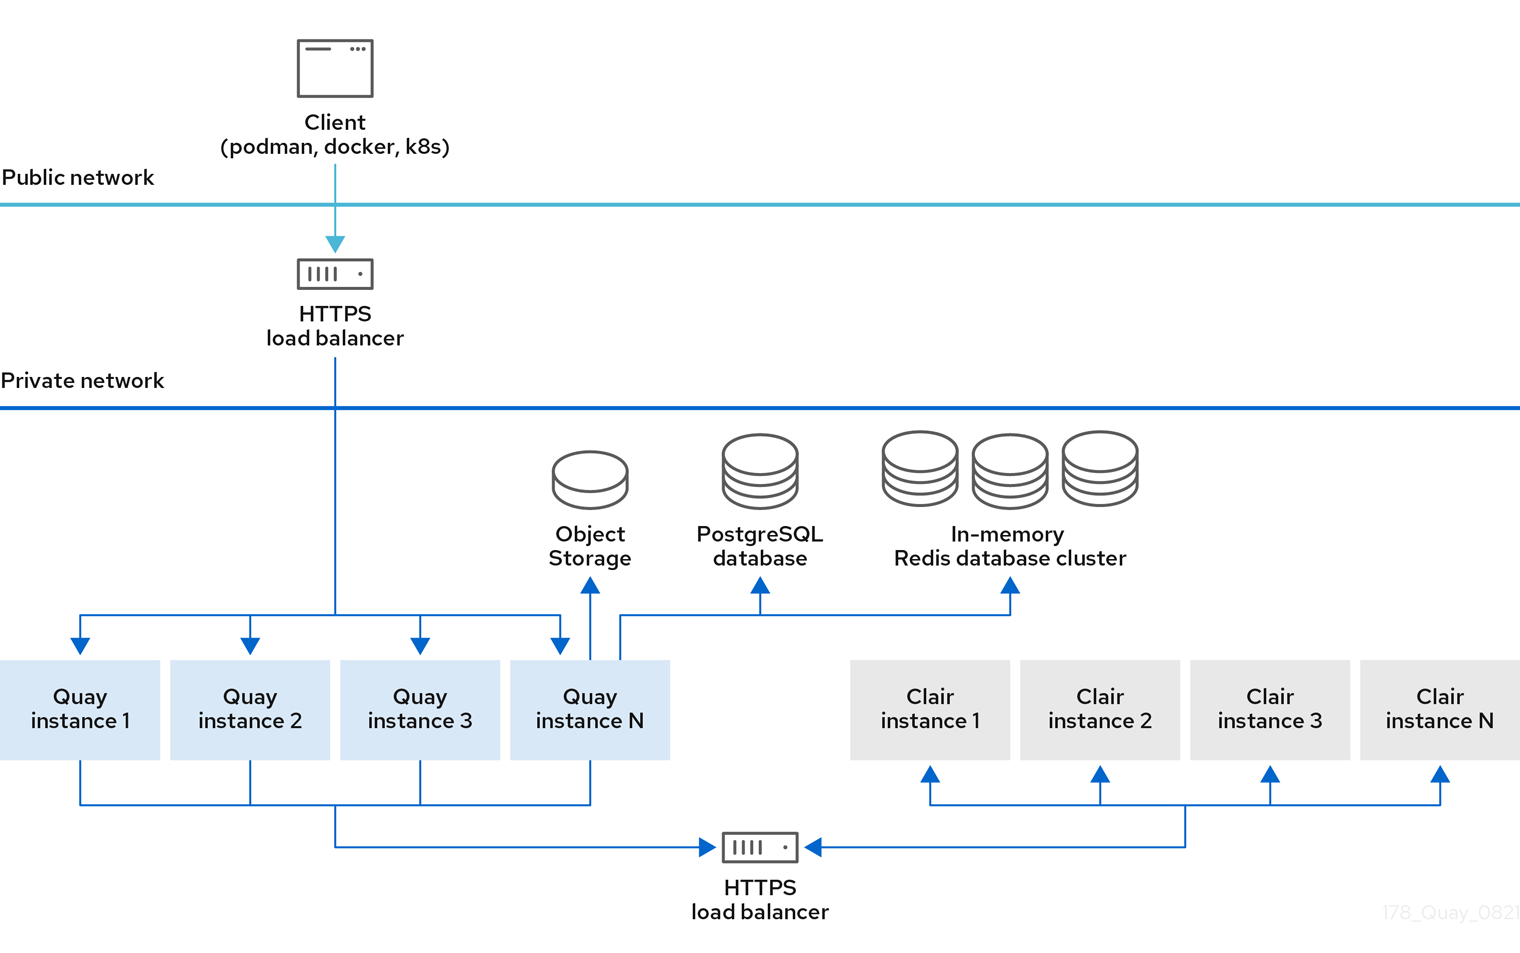 Client
(podman, docker, k8s)
Public network
HTTPS
load balancer
Private network
Object
Storage
PostgreSQL
database
In-memory
Redis database cluster
Quay
instance 1
Quay
instance 2
Quay
instance 3
Quay
instance N
Clair
instance 1
Clair
instance 2
Clair
instance 3
Clair
instance N
HTTPS
load balancer
178_Quay_0821